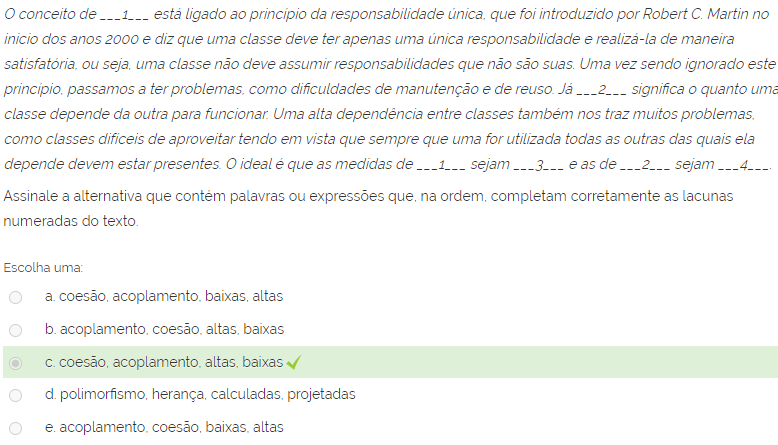 O conceito de ___1___ está ligado ao princípio da responsabilidade única, que foi introduzido por Robert C. Martin no
início dos anos 2000 e diz que uma classe deve ter apenas uma única responsabilidade e realizá-la de maneira
satisfatória, ou seja, uma classe não deve assumir responsabilidades que não são suas. Uma vez sendo ignorado este
princípio, passamos a ter problemas, como dificuldades de manutenção e de reuso. Já ___2___ significa o quanto uma
classe depende da outra para funcionar. Uma alta dependência entre classes também nos traz muitos problemas,
como classes difíceis de aproveitar tendo em vista que sempre que uma for utilizada todas as outras das quais ela
depende devem estar presentes. O ideal é que as medidas de ___1___ sejam ___3___ e as de ___2___ sejam ___4___.
Assinale a alternativa que contém palavras ou expressões que, na ordem, completam corretamente as lacunas
numeradas do texto.
Escolha uma:
a. coesão, acoplamento, baixas, altas
b. acoplamento, coesão, altas, baixas
c. coesão, acoplamento, altas, baixas
d. polimorfismo, herança, calculadas, projetadas
e. acoplamento, coesão, baixas, altas